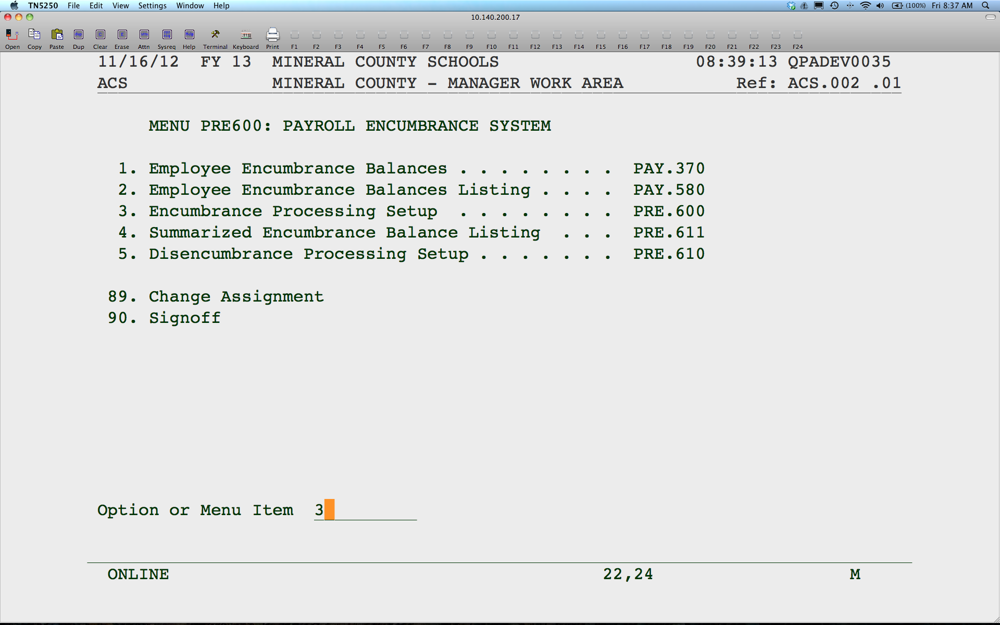 TN5250 File Edit View Settings Window Help (100%) Fri 8:37 AM
10.140.200.17
Open Copy Paste Dup Clear Erase Attn Sysreq Help Terminal Keyboard Print F1 F2 F3 F4 F5 F6 F7 F8 F9 F10 F11 F12 F13 F14 F15 F16 F17 F18 F19 F20 F21 F22 F23 F24
11/16/12 FY 13 MINERAL COUNTY SCHOOLS 08:39:13 QPADEV0035
ACS MINERAL COUNTY - MANAGER WORK AREA Ref: ACS.002 .01
MENU PRE600: PAYROLL ENCUMBRANCE SYSTEM
1. Employee Encumbrance Balances . . . . . . . . PAY.370
2. Employee Encumbrance Balances Listing . . . . PAY.580
3. Encumbrance Processing Setup . . . . . . . . PRE.600
4. Summarized Encumbrance Balance Listing . . . PRE.611
5. Disencumbrance Processing Setup . . . . . . . PRE.610
89. Change Assignment
90. Signoff
Option or Menu Item 3
ONLINE 22,24 M